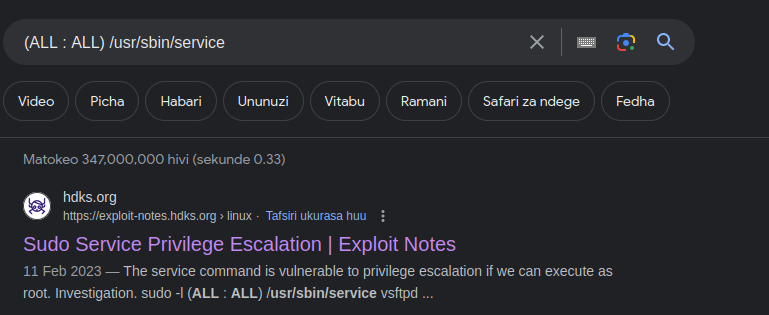 (ALL : ALL) /usr/sbin/service
Video Picha Habari Ununuzi Vitabu Ramani Safari za ndege Fedha
Matokeo 347,000,000 hivi (sekunde 0.33)
hdks.org
https://exploit-notes.hdks.org › linux · Tafsiri ukurasa huu
Sudo Service Privilege Escalation | Exploit Notes
11 Feb 2023 — The service command is vulnerable to privilege escalation if we can execute as
root. Investigation. sudo -l (ALL : ALL) /usr/sbin/service vsftpd ...